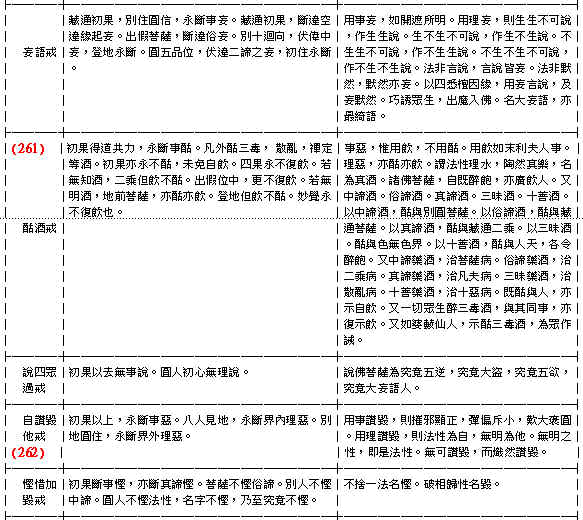 妄語戒
藏通初果，別住圓信，永斷事妄。藏通初果，斷違空
違緣起妄。出假菩薩，斷違俗妄。別十迴向，伏偉中
妄，登地永斷。圓五品位，伏違二諦之妄，初住永斷。
用事妄，如開遮所明。用理妄，則生生不可說
，作生生說。生不生不可說，作生不生說。不
生生不可說，作不生生說。不生不生不可說，
作不生不生說。法非言說，言說皆妄。法非默
然，默然亦妄。以四悉檀因緣，用妄言說，及
妄默然。巧誘眾生，出魔入佛。名大妄語，亦
最綺語。
(261)
酤酒戒
初果得道共力，永斷事酤。凡外酤三毒，散亂，禪定
等酒。初果亦永不酤，未免自飲。四果永不復飲。若
無知酒，二乘但飲不酤。出假位中，更不復飲。若無
明酒，地前菩薩，亦酤亦飲。登地但飲不酤。妙覺永
不復飲也。
事惡，惟用飲，不用酤。用飲如末利夫人事。
理惡，亦酤亦飲。謂法性理水，陶然真樂，名
為真酒。諸佛菩薩，自既醉飽，亦廣飲人。又
中諦酒。俗諦酒。真諦酒。三昧酒。十善酒。
以中諦酒，酤與別圓菩薩。以俗諦酒，酤與藏
通菩薩。以真諦酒，酤與藏通二乘。以三昧酒
。酤與色無色界。以十善酒，酤與人天，各令
醉飽。又中諦藥酒，治菩薩病。俗諦藥酒，治
二乘病。真諦藥酒，治凡夫病。三昧藥酒，治
散亂病。十善藥酒，治十惡病。既酤與人，亦
示自飲。又一切眾生醉三毒酒，與其同事，亦
復示飲。又如婆藪仙人，示酤三毒酒，為眾作
誡。
說四眾
過戒
初果以去無事說。圓人初心無理說。
說佛菩薩為究竟五逆，究竟大盜，究竟五欲，
究竟大妄語人。
自讚毀
他戒
(262)
初果以上，永斷事惡。八人見地，永斷界內理惡。別
地圓住，永斷界外理惡。
用事讚毀，則摧邪顯正，彈偏斥小，歎大褒圓
。用理讚毀，則法性為自，無明為他。無明之
性，即是法性。無可讚毀，而熾然讚毀。
慳惜加
毀戒
初果斷事慳，亦斷真諦慳。菩薩不慳俗諦。別人不慳
中諦。圓人不慳法性，名字不慳，乃至究竟不慳。
不捨一法名慳。破相歸性名毀。